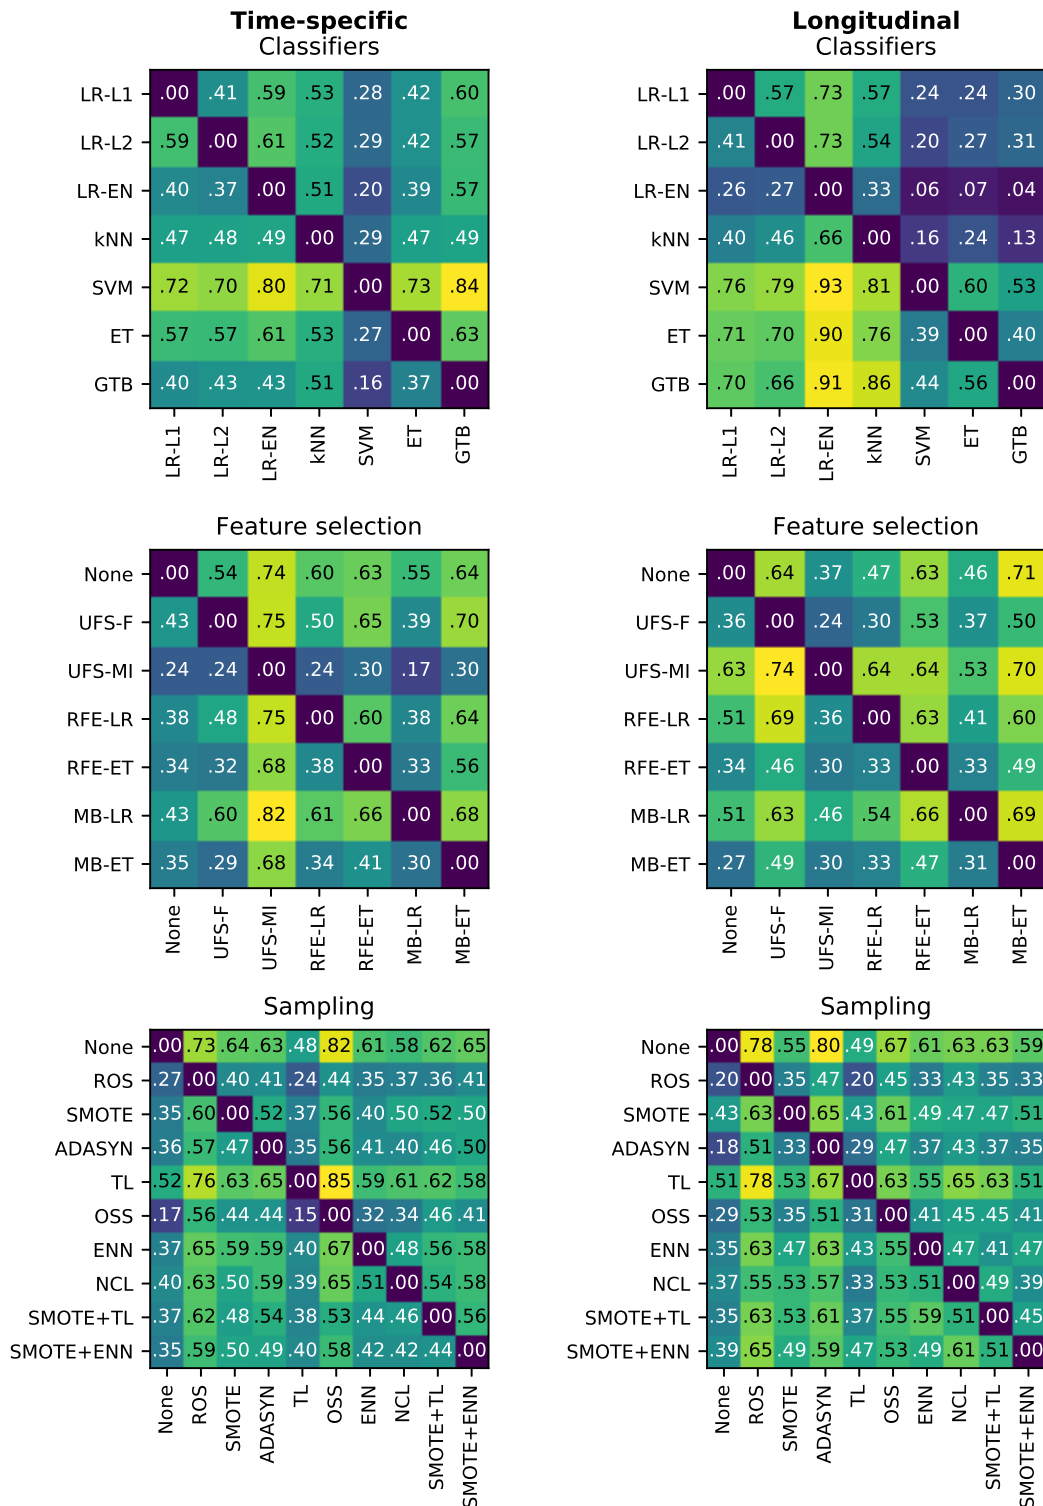 Time-specific
Classifiers
LR-L1 .00 .41 .59 .53 .28 .42 .60
LR-L2 .59 .00 .61 .52 .29 .42 .57
LR-EN .40 .37 .00 .51 .20 .39 .57
kNN .47 .48 .49 .00 .29 .47 .49
SVM .72 .70 .80 .71 .00 .73 .84
ET .57 .57 .61 .53 .27 .00 .63
GTB .40 .43 .43 .51 .16 .37 .00
LR-L1 LR-L2 LR-EN kNN SVM ET GTB
Longitudinal
Classifiers
LR-L1 .00 .57 .73 .57 .24 .24 .30
LR-L2 .41 .00 .73 .54 .20 .27 .31
LR-EN .26 .27 .00 .33 .06 .07 .04
kNN .40 .46 .66 .00 .16 .24 .13
SVM .76 .79 .93 .81 .00 .60 .53
ET .71 .70 .90 .76 .39 .00 .40
GTB .70 .66 .91 .86 .44 .56 .00
LR-L1 LR-L2 LR-EN kNN SVM ET GTB
Feature selection
None .00 .54 .74 .60 .63 .55 .64
UFS-F .43 .00 .75 .50 .65 .39 .70
UFS-MI .24 .24 .00 .24 .30 .17 .30
RFE-LR .38 .48 .75 .00 .60 .38 .64
RFE-ET .34 .32 .68 .38 .00 .33 .56
MB-LR .43 .60 .82 .61 .66 .00 .68
MB-ET .35 .29 .68 .34 .41 .30 .00
None UFS-F UFS-MI RFE-LR RFE-ET MB-LR MB-ET
Feature selection
None .00 .64 .37 .47 .63 .46 .71
UFS-F .36 .00 .24 .30 .53 .37 .50
UFS-MI .63 .74 .00 .64 .64 .53 .70
RFE-LR .51 .69 .36 .00 .63 .41 .60
RFE-ET .34 .46 .30 .33 .00 .33 .49
MB-LR .51 .63 .46 .54 .66 .00 .69
MB-ET .27 .49 .30 .33 .47 .31 .00
None UFS-F UFS-MI RFE-LR RFE-ET MB-LR MB-ET
Sampling
None .00 .73 .64 .63 .48 .82 .61 .58 .62 .65
ROS .27 .00 .40 .41 .24 .44 .35 .37 .36 .41
SMOTE .35 .60 .00 .52 .37 .56 .40 .50 .52 .50
ADASYN .36 .57 .47 .00 .35 .56 .41 .40 .46 .50
TL .52 .76 .63 .65 .00 .85 .59 .61 .62 .58
OSS .17 .56 .44 .44 .15 .00 .32 .34 .46 .41
ENN .37 .65 .59 .59 .40 .67 .00 .48 .56 .58
NCL .40 .63 .50 .59 .39 .65 .51 .00 .54 .58
SMOTE+TL .37 .62 .48 .54 .38 .53 .44 .46 .00 .56
SMOTE+ENN .35 .59 .50 .49 .40 .58 .42 .42 .44 .00
None ROS SMOTE ADASYN TL OSS ENN NCL SMOTE+TL SMOTE+ENN
Sampling
None .00 .78 .55 .80 .49 .67 .61 .63 .63 .59
ROS .20 .00 .35 .47 .20 .45 .33 .43 .35 .33
SMOTE .43 .63 .00 .65 .43 .61 .49 .47 .47 .51
ADASYN .18 .51 .33 .00 .29 .47 .37 .43 .37 .35
TL .51 .78 .53 .67 .00 .63 .55 .65 .63 .51
OSS .29 .53 .35 .51 .31 .00 .41 .45 .45 .41
ENN .35 .63 .47 .63 .43 .55 .00 .47 .41 .47
NCL .37 .55 .53 .57 .33 .53 .51 .00 .49 .39
SMOTE+TL .35 .63 .53 .61 .37 .55 .59 .51 .00 .45
SMOTE+ENN .39 .65 .49 .59 .47 .53 .49 .61 .51 .00
None ROS SMOTE ADASYN TL OSS ENN NCL SMOTE+TL SMOTE+ENN